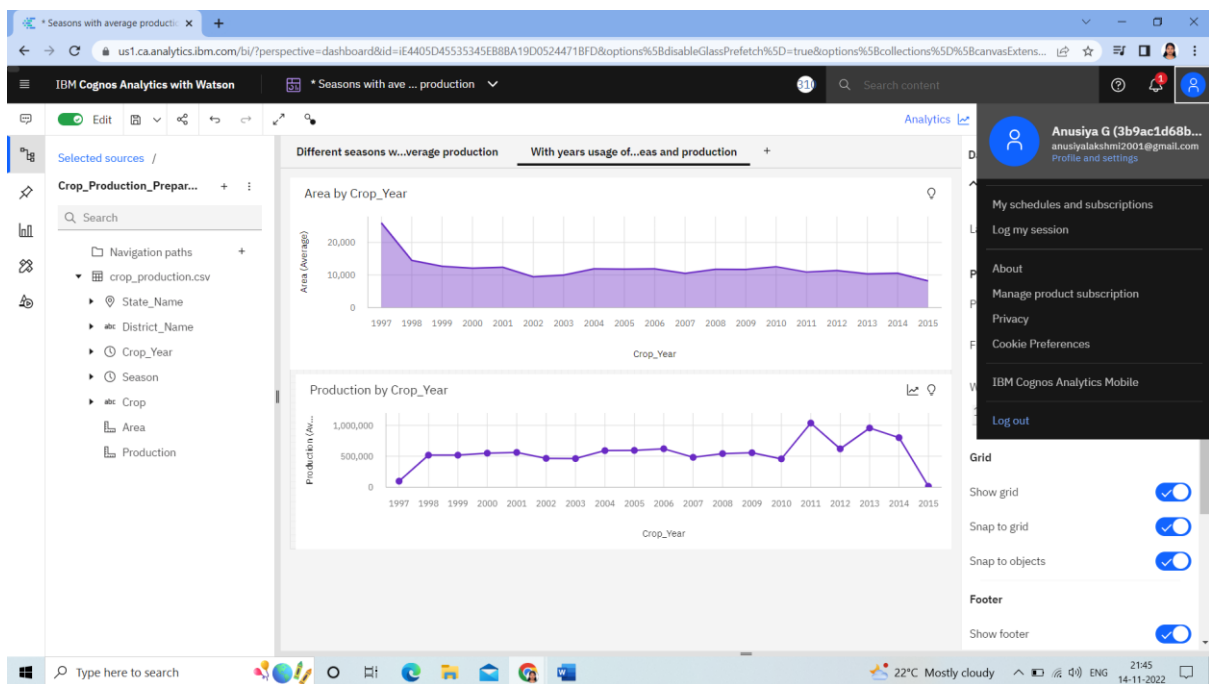 * Seasons with average productic
us1.ca.analytics.ibm.com/bi/?perspective=dashboard&id=iE4405D45535345EB8BA19D0524471BFD&options%5BdisableGlassPrefetch%5D=true&options%5Bcollections%5D%5BcanvasExtens...
IBM Cognos Analytics with Watson
* Seasons with ave ... production
Search content
1
Edit
Analytics
Anusiya G (3b9ac1d68b...
anusiyalakshmi2001@gmail.com
Profile and settings
My schedules and subscriptions
Log my session
About
Manage product subscription
Privacy
Cookie Preferences
IBM Cognos Analytics Mobile
Log out
Selected sources /
Crop_Production_Prepar...
Search
Navigation paths
crop_production.csv
State_Name
abc District_Name
Crop_Year
Season
abc Crop
Area
Production
Different seasons w...verage production
With years usage of...eas and production
Area by Crop_Year
Area (Average)
20,000
10,000
0
1997 1998 1999 2000 2001 2002 2003 2004 2005 2006 2007 2008 2009 2010 2011 2012 2013 2014 2015
Crop_Year
Production by Crop_Year
Production (Av...
1,000,000
500,000
0
1997 1998 1999 2000 2001 2002 2003 2004 2005 2006 2007 2008 2009 2010 2011 2012 2013 2014 2015
Crop_Year
Grid
Show grid
Snap to grid
Snap to objects
Footer
Show footer
Type here to search
22°C Mostly cloudy
ENG
21:45
14-11-2022